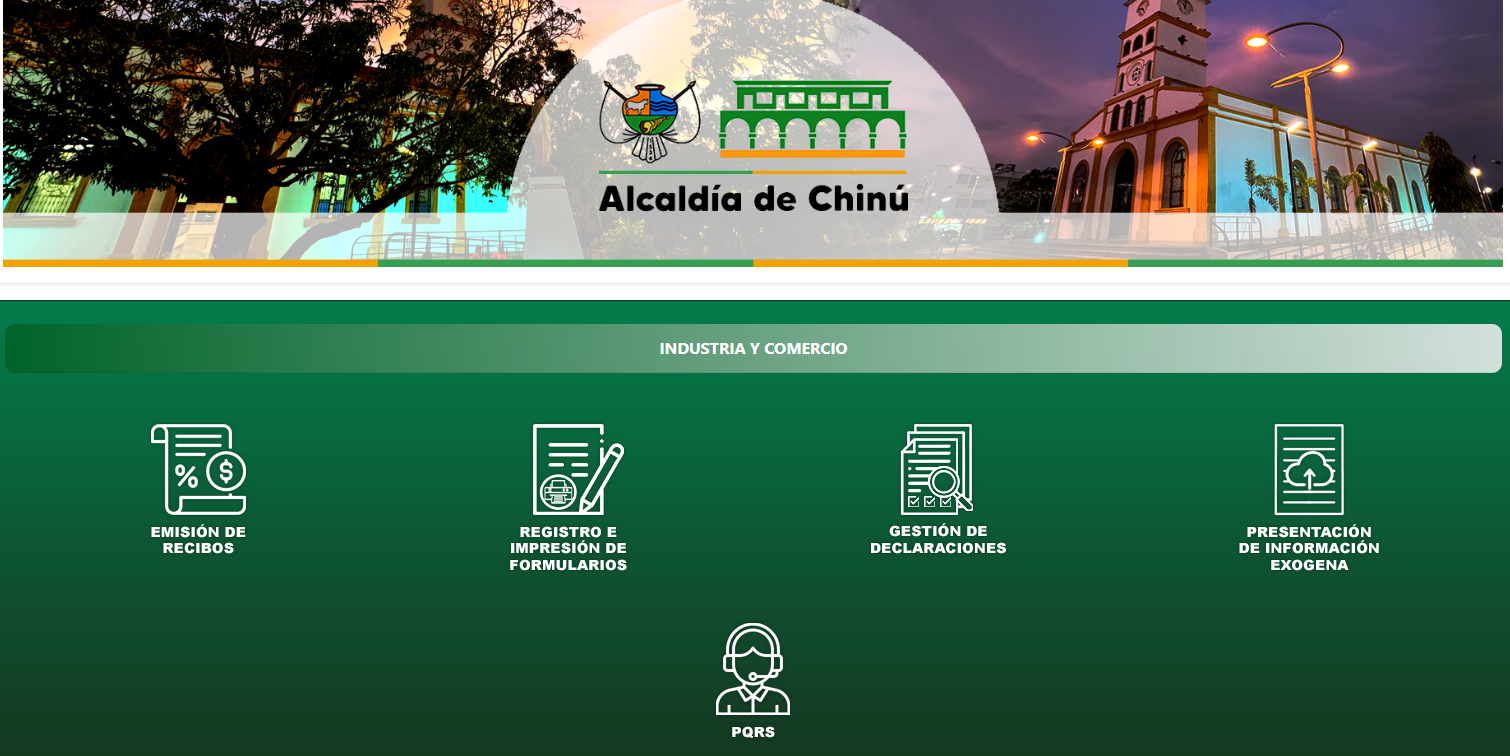 Alcaldía de Chinú
INDUSTRIA Y COMERCIO
EMISIÓN DE
RECIBOS
REGISTRO E
IMPRESIÓN DE
FORMULARIOS
GESTIÓN DE
DECLARACIONES
PRESENTACIÓN
DE INFORMACIÓN
EXOGENA
PQRS